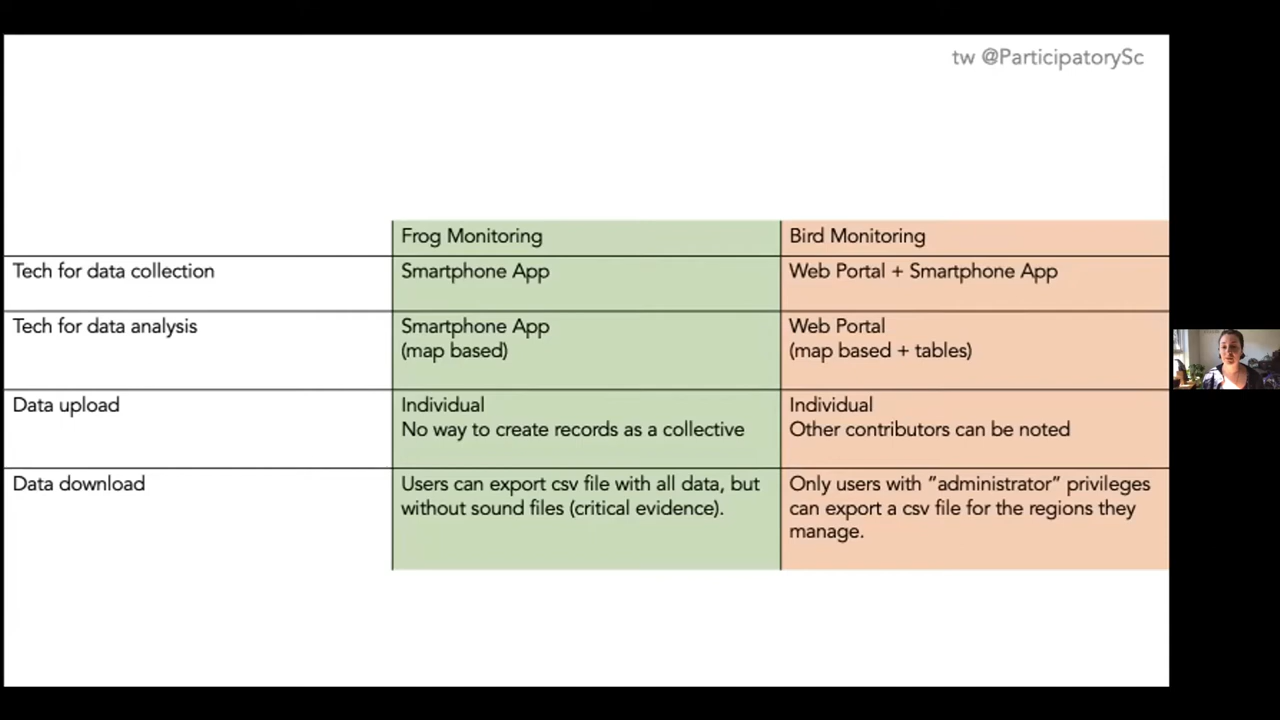 tw @ParticipatorySc
Frog Monitoring
Bird Monitoring
Tech for data collection
Smartphone App
Web Portal + Smartphone App
Tech for data analysis
Smartphone App
(map based)
Web Portal
(map based + tables)
Data upload
Individual
No way to create records as a collective
Individual
Other contributors can be noted
Data download
Users can export csv file with all data, but
without sound files (critical evidence).
Only users with “administrator” privileges
can export a csv file for the regions they
manage.